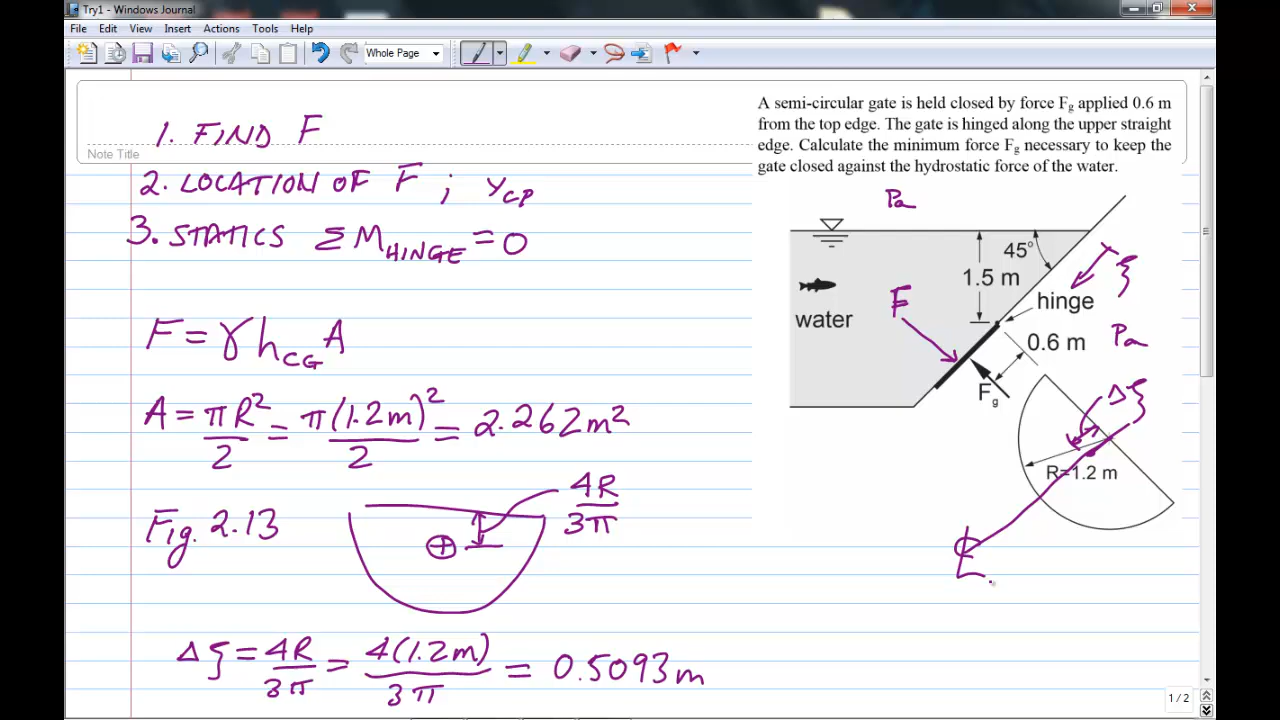 Try1 - Windows Journal
File Edit View Insert Actions Tools Help
Whole Page
Note Title
1. FIND F
2. LOCATION OF F ; yCP
3. STATICS ΣM HINGE = 0
F = γ hCG A
A = πR²/2 = π(1.2m)²/2 = 2.262m²
Fig. 2.13
4R/3π
Δξ = 4R/3π = 4(1.2m)/3π = 0.5093m
A semi-circular gate is held closed by force Fg applied 0.6 m
from the top edge. The gate is hinged along the upper straight
edge. Calculate the minimum force Fg necessary to keep the
gate closed against the hydrostatic force of the water.
Pa
45°
1.5 m
ξ
F
hinge
water
Pa
0.6 m
Fg
Δξ
R=1.2 m
℄
m
1 / 2